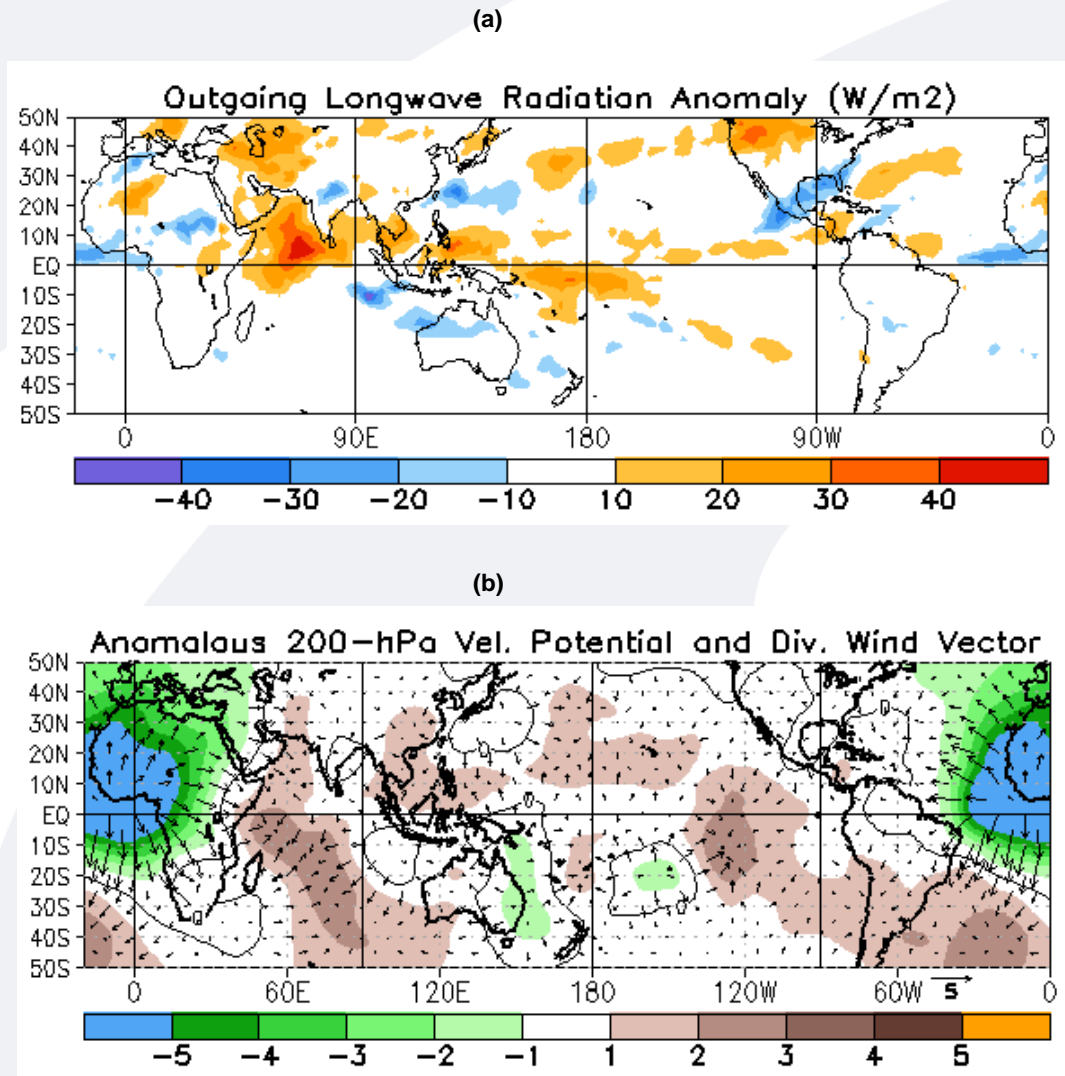 (a)
Outgoing Longwave Radiation Anomaly (W/m2)
50N
40N
30N
20N
10N
EQ
10S
20S
30S
40S
50S
0 90E 180 90W 0
−40 −30 −20 −10 10 20 30 40
(b)
Anamalaus 200−hPa Vel. Potential and Div. Wind Vector
50N
40N
30N
20N
10N
EQ
10S
20S
30S
40S
50S
0 60E 120E 180 120W 60W 5 0
−5 −4 −3 −2 −1 1 2 3 4 5